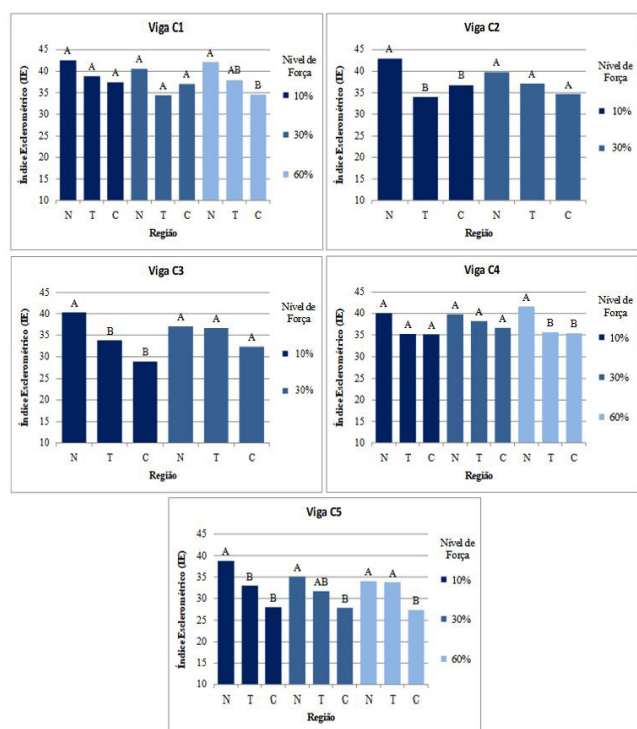 Viga C1
Índice Esclerométrico (IE)
45
40
35
30
25
20
15
10
A A A A A A A AB B
N T C N T C N T C
Região
Nível de
Força
10%
30%
60%
Viga C2
Índice Esclerométrico (IE)
45
40
35
30
25
20
15
10
A B B A A A
N T C N T C
Região
Nível de
Força
10%
30%
Viga C3
Índice Esclerométrico (IE)
45
40
35
30
25
20
15
10
A B B A A A
N T C N T C
Região
Nível de
Força
10%
30%
Viga C4
Índice Esclerométrico (IE)
45
40
35
30
25
20
15
10
A A A A A A A B B
N T C N T C N T C
Região
Nível de
Força
10%
30%
60%
Viga C5
Índice Esclerométrico (IE)
45
40
35
30
25
20
15
10
A B B A AB B A A B
N T C N T C N T C
Região
Nível de
Força
10%
30%
60%